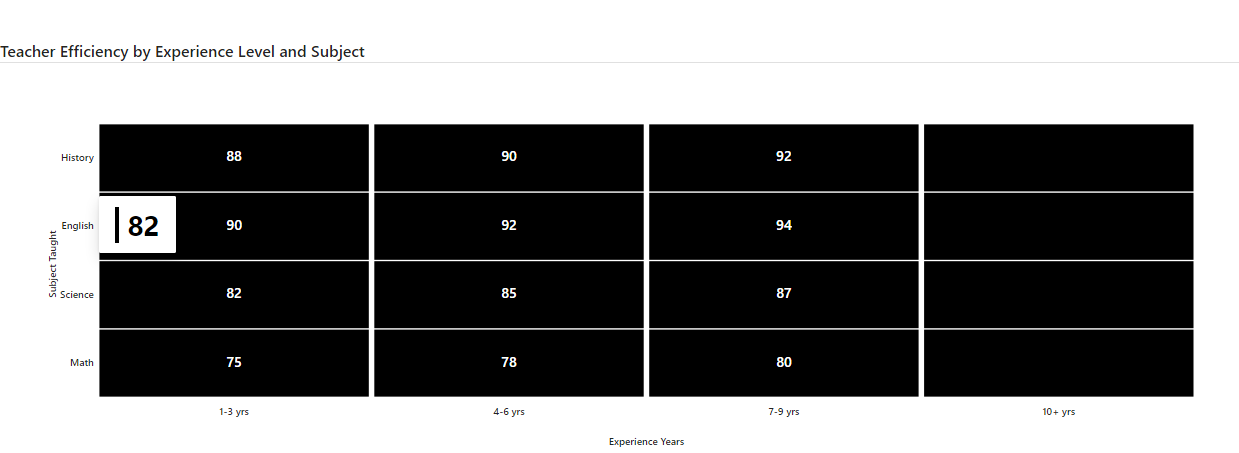 Teacher Efficiency by Experience Level and Subject
History 88 90 92
82
English 90 92 94
Subject Taught
Science 82 85 87
Math 75 78 80
1-3 yrs 4-6 yrs 7-9 yrs 10+ yrs
Experience Years